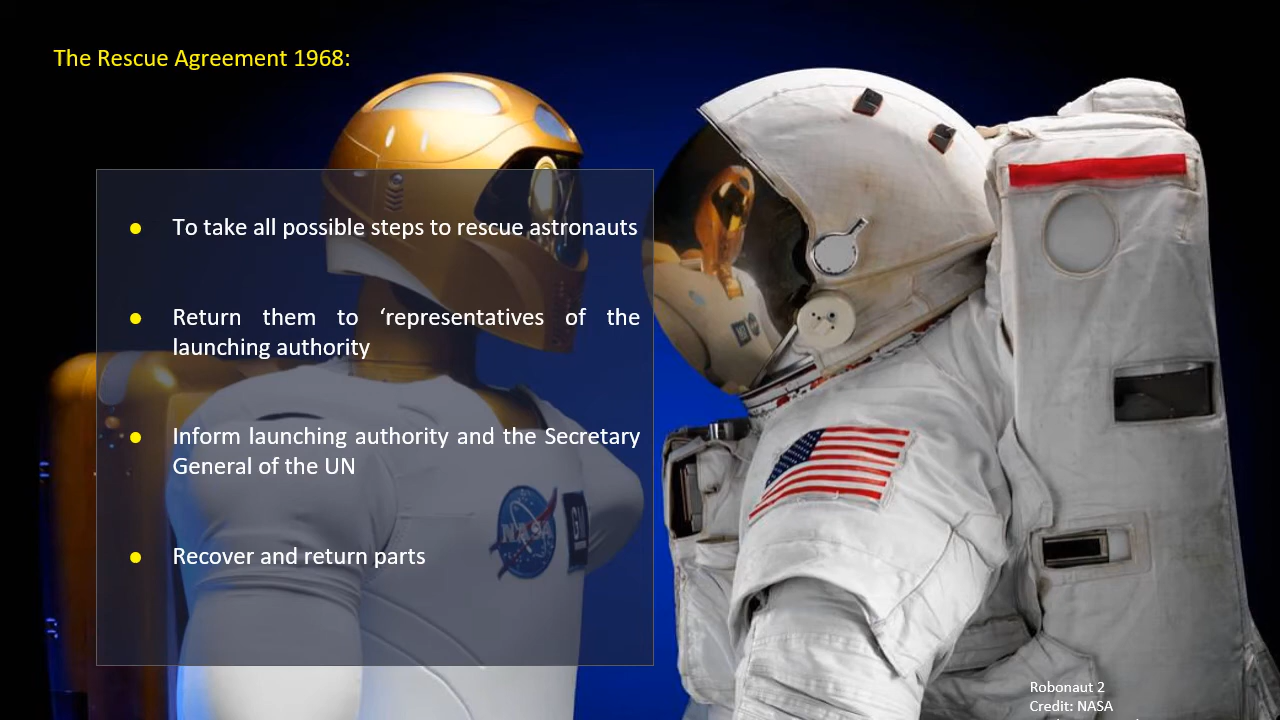 The Rescue Agreement 1968:
● To take all possible steps to rescue astronauts
● Return them to ‘representatives of the
launching authority
● Inform launching authority and the Secretary
General of the UN
● Recover and return parts
NASA
Robonaut 2
Credit: NASA